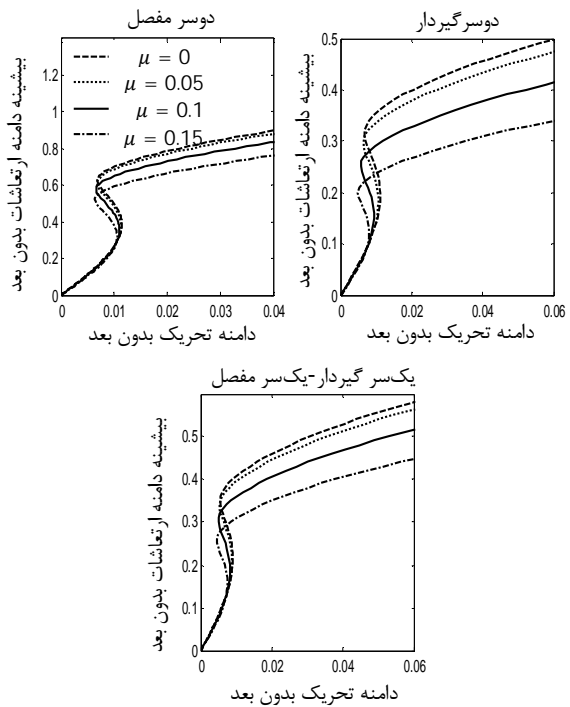 دوسر مفصل
بیشینه دامنه ارتعاشات بدون بعد
1.2
1
0.8
0.6
0.4
0.2
0
μ = 0
μ = 0.05
μ = 0.1
μ = 0.15
0 0.01 0.02 0.03 0.04
دامنه تحریک بدون بعد
دوسرگیردار
بیشینه دامنه ارتعاشات بدون بعد
0.5
0.4
0.3
0.2
0.1
0
0 0.02 0.04 0.06
دامنه تحریک بدون بعد
یک‌سر گیردار-یک‌سر مفصل
بیشینه دامنه ارتعاشات بدون بعد
0.5
0.4
0.3
0.2
0.1
0
0 0.02 0.04 0.06
دامنه تحریک بدون بعد